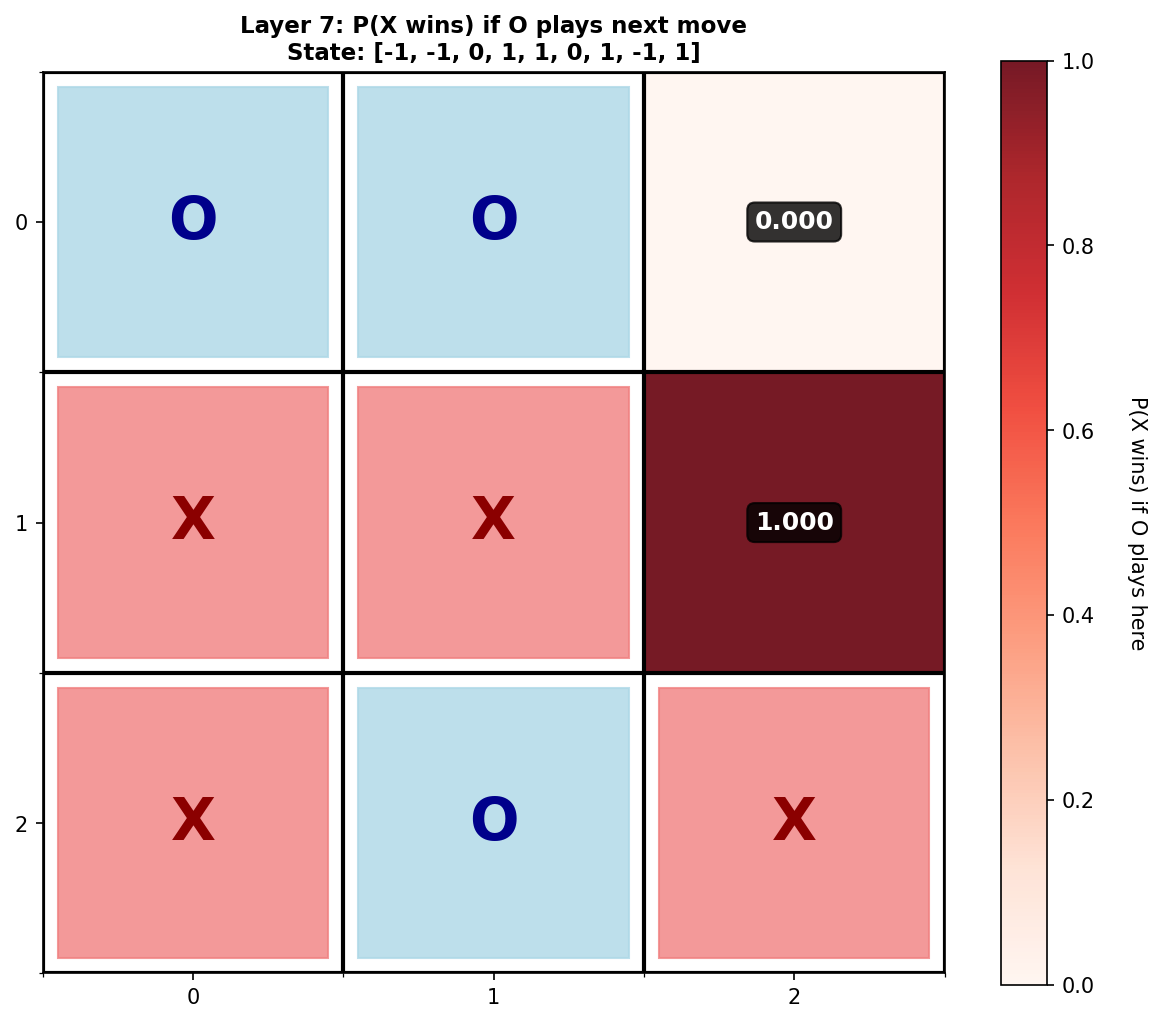 Layer 7: P(X wins) if O plays next move
State: [-1, -1, 0, 1, 1, 0, 1, -1, 1]
0
O
O
0.000
1
X
X
1.000
2
X
O
X
0
1
2
1.0
0.8
0.6
0.4
0.2
0.0
P(X wins) if O plays here